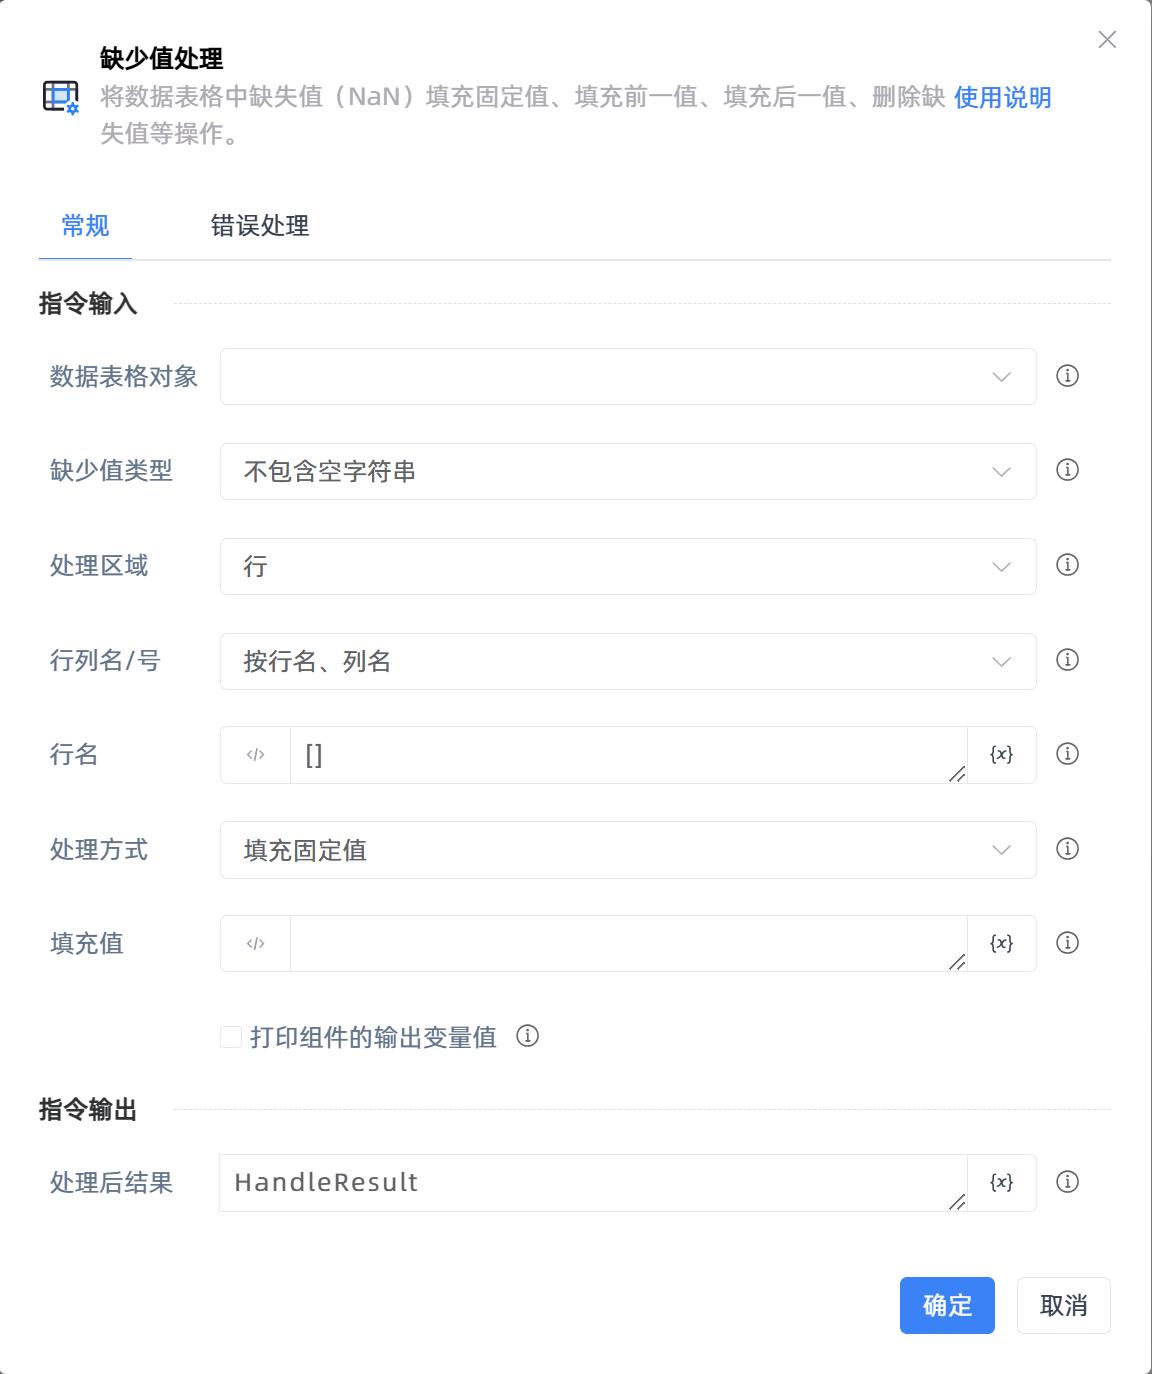 缺少值处理
将数据表格中缺失值（NaN）填充固定值、填充前一值、填充后一值、删除缺 使用说明
失值等操作。
常规 错误处理
指令输入
数据表格对象
缺少值类型 不包含空字符串
处理区域 行
行列名/号 按行名、列名
行名 </> [] {x}
处理方式 填充固定值
填充值 </> {x}
打印组件的输出变量值
指令输出
处理后结果 HandleResult {x}
确定 取消